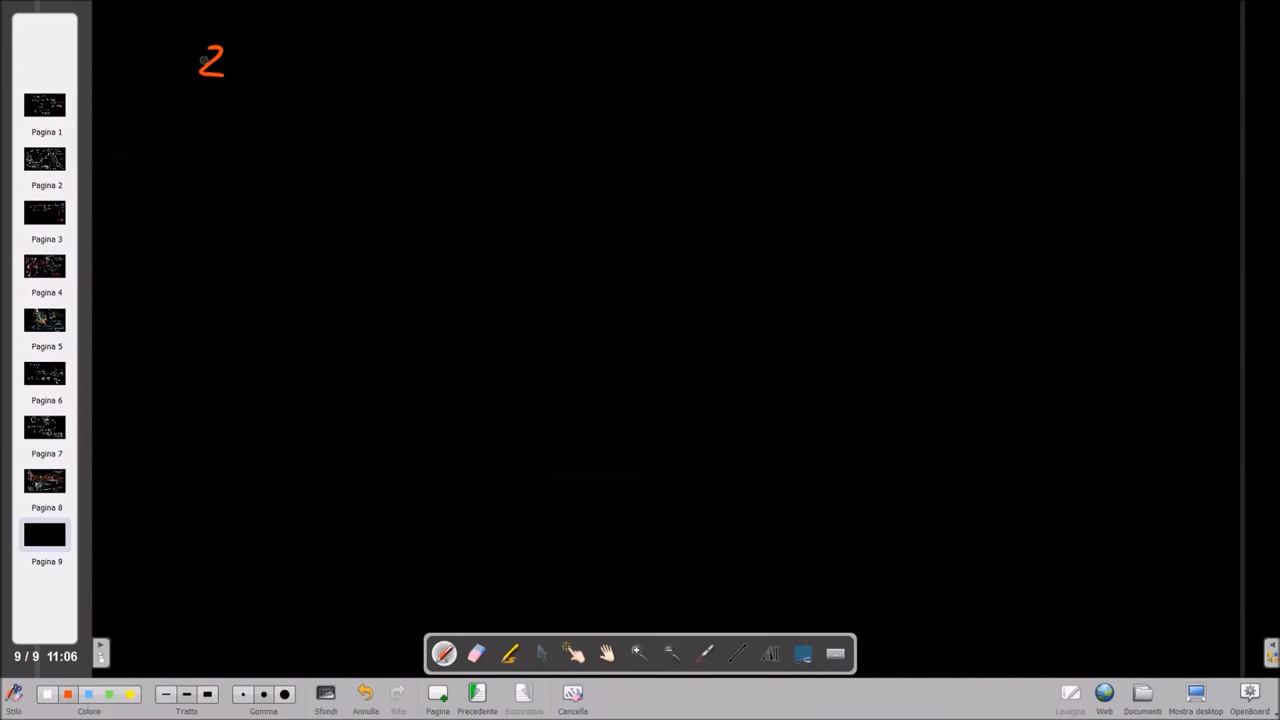 2
Pagina 1
Pagina 2
Pagina 3
Pagina 4
Pagina 5
Pagina 6
Pagina 7
Pagina 8
Pagina 9
9 / 9 11:06
Stilo
Colore
Tratto
Gomma
Sfondi
Annulla
Rifai
Pagine
Precedente
Successivo
Cancella
Lavagna
Web
Documenti
Mostra desktop
OpenBoard